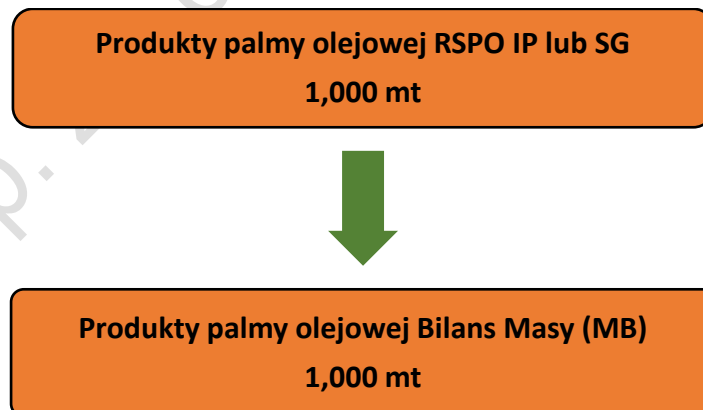 Produkty palmy olejowej RSPO IP lub SG
1,000 mt
Produkty palmy olejowej Bilans Masy (MB)
1,000 mt